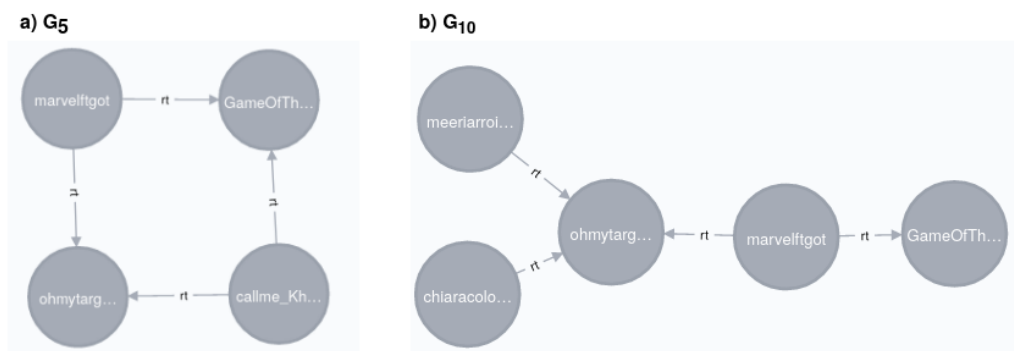 a) G5
b) G10
marvelftgot
rt
GameOfTh...
rt
rt
ohmytarg...
rt
callme_Kh...
meeriarroi...
rt
ohmytarg...
rt
marvelftgot
rt
GameOfTh...
rt
chiaracolo...